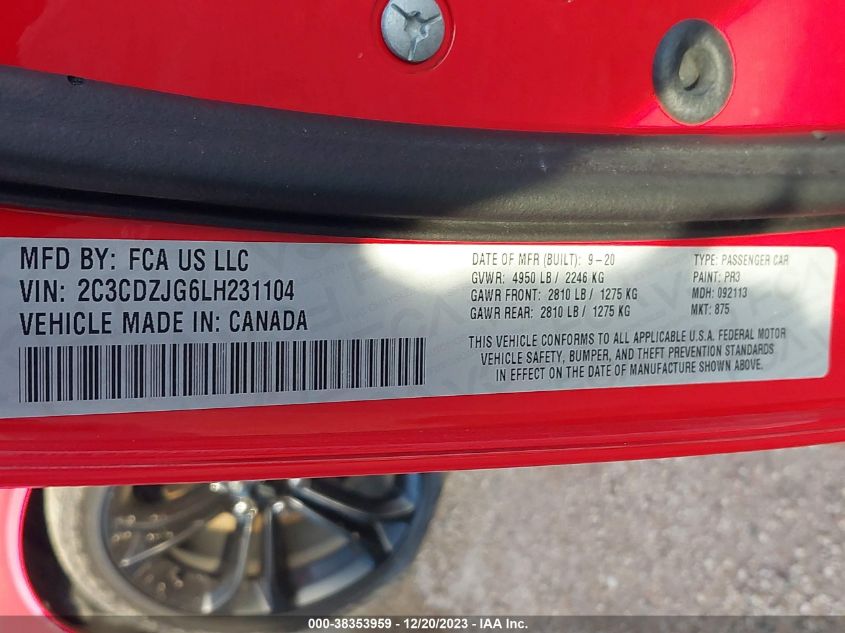 MFD BY: FCA US LLC
VIN: 2C3CDZJG6LH231104
VEHICLE MADE IN: CANADA
DATE OF MFR (BUILT): 9-20
GVWR: 4950 LB / 2246 KG
GAWR FRONT: 2810 LB / 1275 KG
GAWR REAR: 2810 LB / 1275 KG
TYPE: PASSENGER CAR
PAINT: PR3
MDH: 092113
MKT: 875
THIS VEHICLE CONFORMS TO ALL APPLICABLE U.S.A. FEDERAL MOTOR
VEHICLE SAFETY, BUMPER, AND THEFT PREVENTION STANDARDS
IN EFFECT ON THE DATE OF MANUFACTURE SHOWN ABOVE.
000-38353959 - 12/20/2023 - IAA Inc.